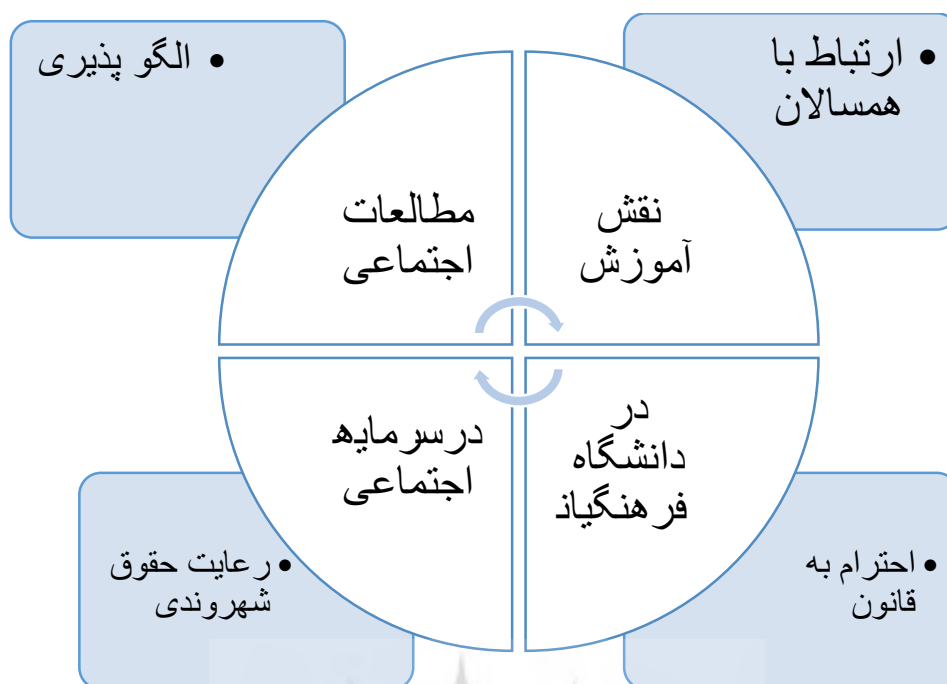 • ارتباط با
همسالان
• الگو پذیری
نقش
آموزش
مطالعات
اجتماعی
در
دانشگاه
فرهنگیان
درسرمایه
اجتماعی
• احترام به
قانون
• رعایت حقوق
شهروندی